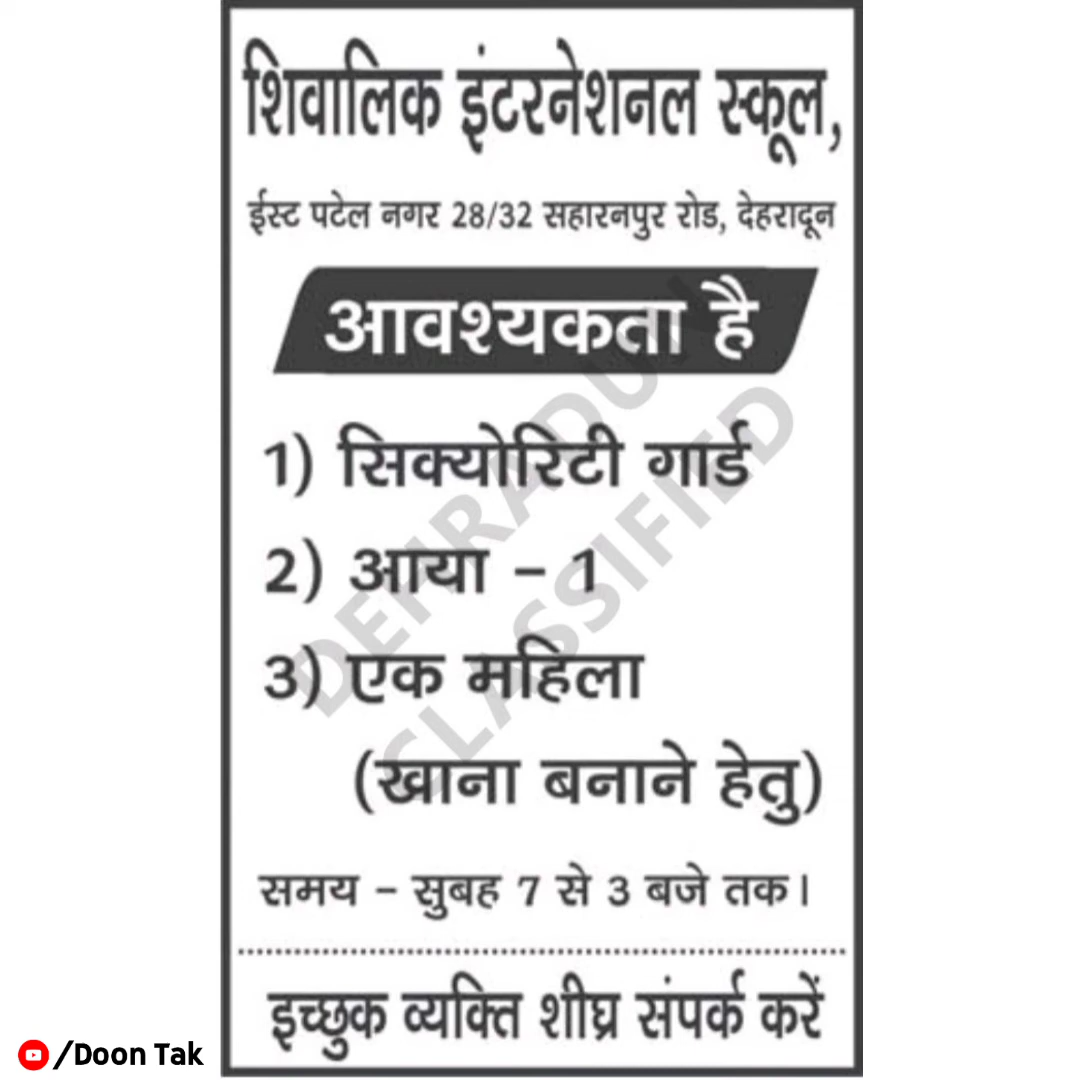 शिवालिक इंटरनेशनल स्कूल,
ईस्ट पटेल नगर 28/32 सहारनपुर रोड, देहरादून
आवश्यकता है
1) सिक्योरिटी गार्ड
2) आया – 1
3) एक महिला
(खाना बनाने हेतु)
समय – सुबह 7 से 3 बजे तक।
इच्छुक व्यक्ति शीघ्र संपर्क करें
DEHRADUN
CLASSIFIED
/Doon Tak